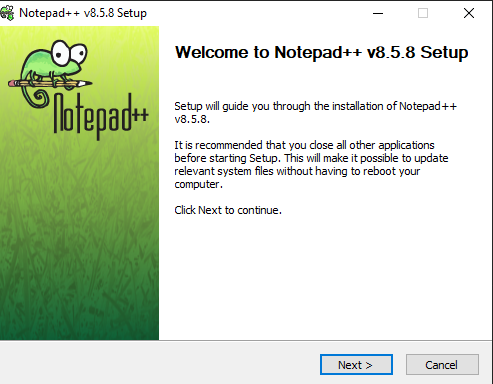 Notepad++ v8.5.8 Setup
Notepad++
Welcome to Notepad++ v8.5.8 Setup
Setup will guide you through the installation of Notepad++
v8.5.8.
It is recommended that you close all other applications
before starting Setup. This will make it possible to update
relevant system files without having to reboot your
computer.
Click Next to continue.
Next >
Cancel